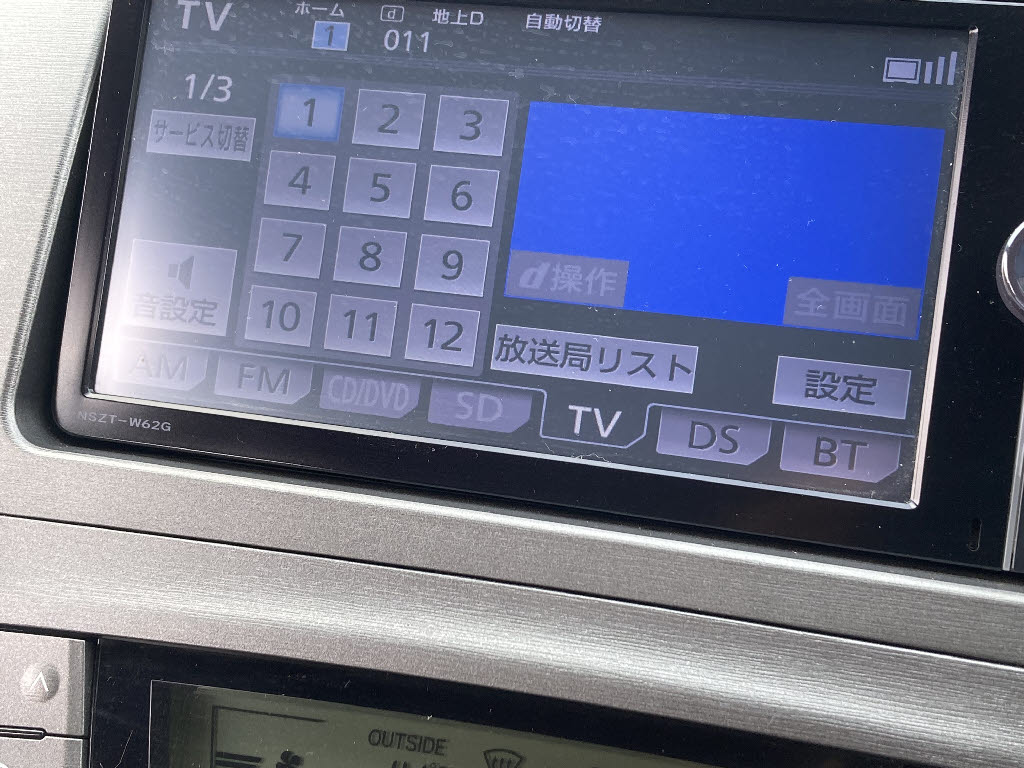 TV ホーム d 地上D 自動切替
1 011
1/3
サービス切替
1 2 3
4 5 6
7 8 9
10 11 12
d操作
全画面
音設定
放送局リスト
設定
AM FM CD/DVD SD TV DS BT
NSZT-W62G
OUTSIDE